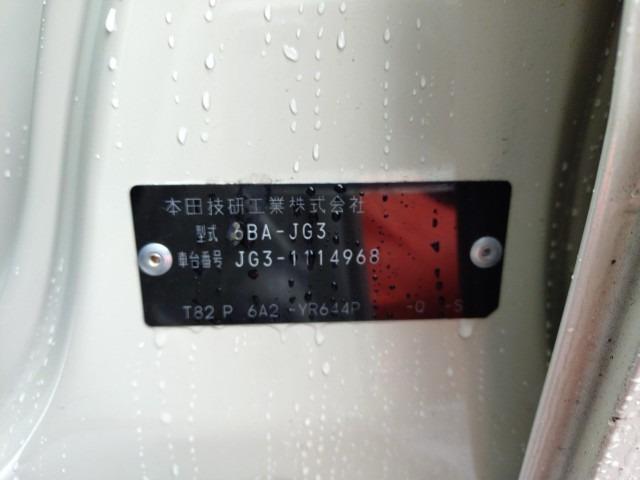 本田技研工業株式会社
型式 6BA-JG3
車台番号 JG3-1114968
T82 P 6A2 -YR644P -Q -S